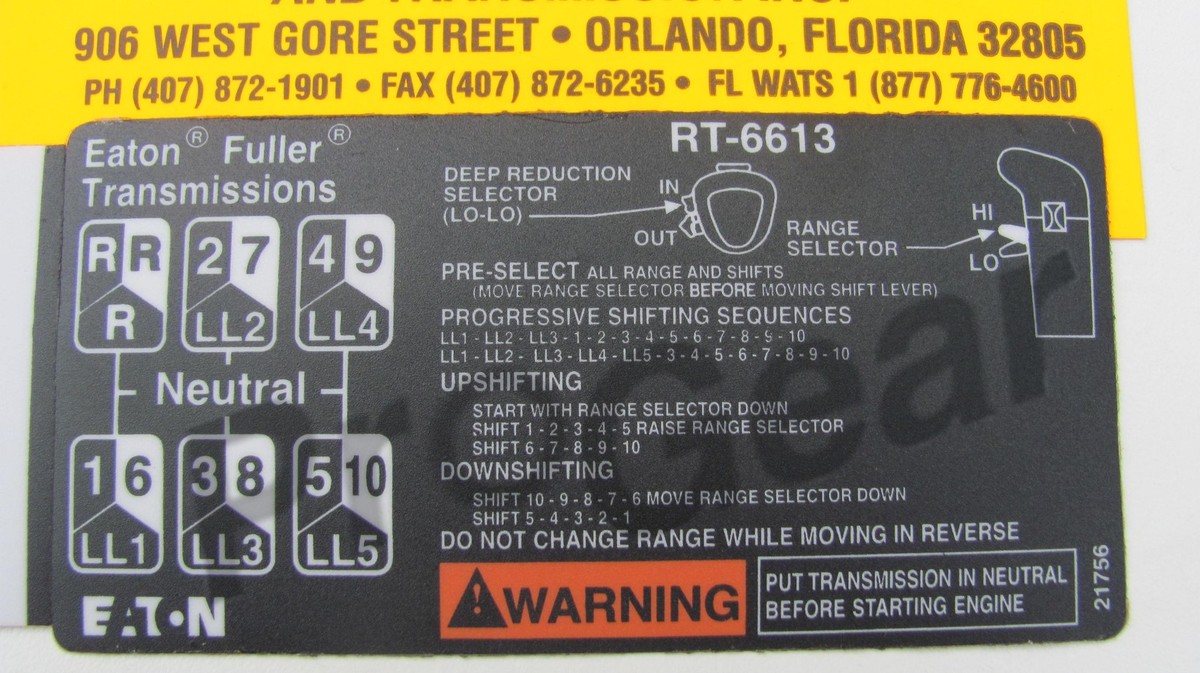 906 WEST GORE STREET • ORLANDO, FLORIDA 32805
PH (407) 872-1901 • FAX (407) 872-6235 • FL WATS 1 (877) 776-4600
Eaton® Fuller®
Transmissions
R R
R
2 7
LL2
4 9
LL4
Neutral
1 6
LL1
3 8
LL3
5 10
LL5
EATON
RT-6613
DEEP REDUCTION
SELECTOR
(LO-LO)
IN
OUT
RANGE
SELECTOR
HI
LO
PRE-SELECT ALL RANGE AND SHIFTS
(MOVE RANGE SELECTOR BEFORE MOVING SHIFT LEVER)
PROGRESSIVE SHIFTING SEQUENCES
LL1 - LL2 - LL3 - 1 - 2 - 3 - 4 - 5 - 6 - 7 - 8 - 9 - 10
LL1 - LL2 - LL3 - LL4 - LL5 - 3 - 4 - 5 - 6 - 7 - 8 - 9 - 10
UPSHIFTING
START WITH RANGE SELECTOR DOWN
SHIFT 1 - 2 - 3 - 4 - 5 RAISE RANGE SELECTOR
SHIFT 6 - 7 - 8 - 9 - 10
DOWNSHIFTING
SHIFT 10 - 9 - 8 - 7 - 6 MOVE RANGE SELECTOR DOWN
SHIFT 5 - 4 - 3 - 2 - 1
DO NOT CHANGE RANGE WHILE MOVING IN REVERSE
WARNING
PUT TRANSMISSION IN NEUTRAL
BEFORE STARTING ENGINE
21756
ProGear